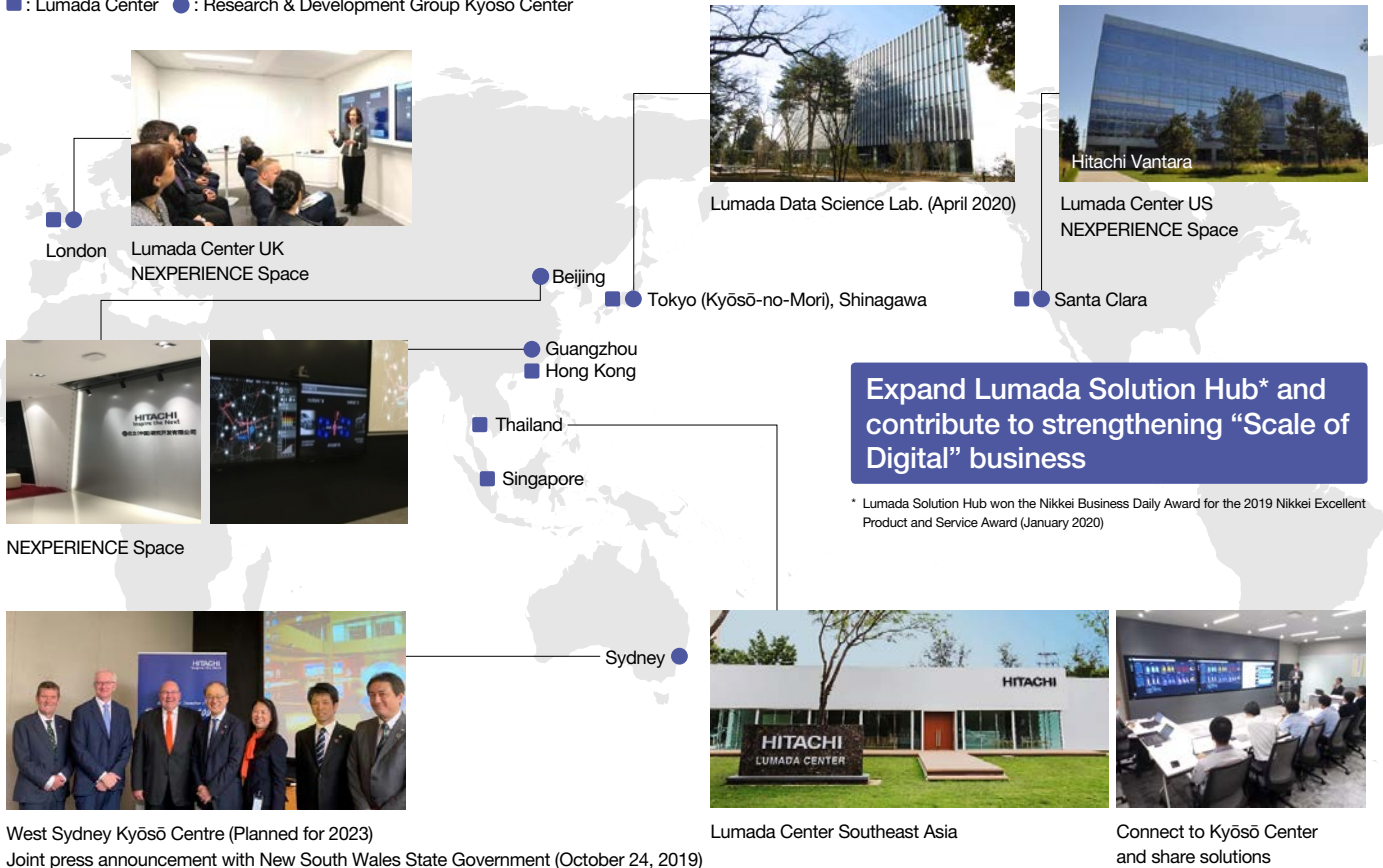 ■ : Lumada Center ● : Research & Development Group Kyōsō Center
London
Lumada Center UK
NEXPERIENCE Space
Lumada Data Science Lab. (April 2020)
Hitachi Vantara
Lumada Center US
NEXPERIENCE Space
Beijing
Tokyo (Kyōsō-no-Mori), Shinagawa
Santa Clara
Guangzhou
Hong Kong
Thailand
Singapore
HITACHI
Inspire the Next
NEXPERIENCE Space
Expand Lumada Solution Hub* and
contribute to strengthening “Scale of
Digital” business
* Lumada Solution Hub won the Nikkei Business Daily Award for the 2019 Nikkei Excellent
Product and Service Award (January 2020)
Sydney
HITACHI
Inspire the Next
West Sydney Kyōsō Centre (Planned for 2023)
Joint press announcement with New South Wales State Government (October 24, 2019)
HITACHI
HITACHI
LUMADA CENTER
Lumada Center Southeast Asia
Connect to Kyōsō Center
and share solutions